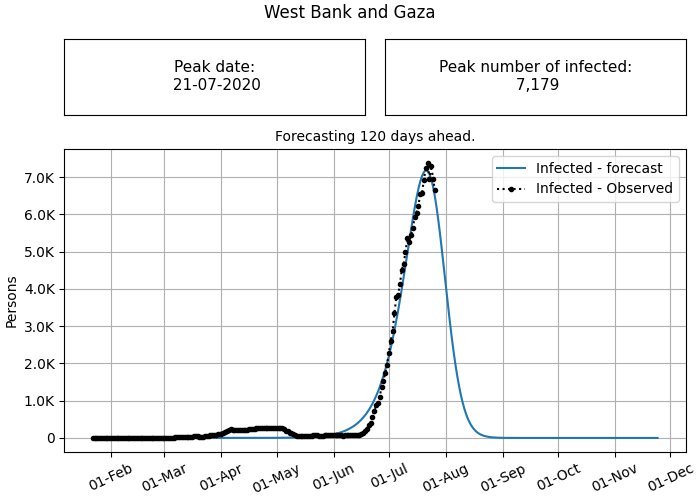 West Bank and Gaza
Peak date:
21-07-2020
Peak number of infected:
7,179
Forecasting 120 days ahead.
Infected - forecast
Infected - Observed
Persons
7.0K
6.0K
5.0K
4.0K
3.0K
2.0K
1.0K
0
01-Feb
01-Mar
01-Apr
01-May
01-Jun
01-Jul
01-Aug
01-Sep
01-Oct
01-Nov
01-Dec